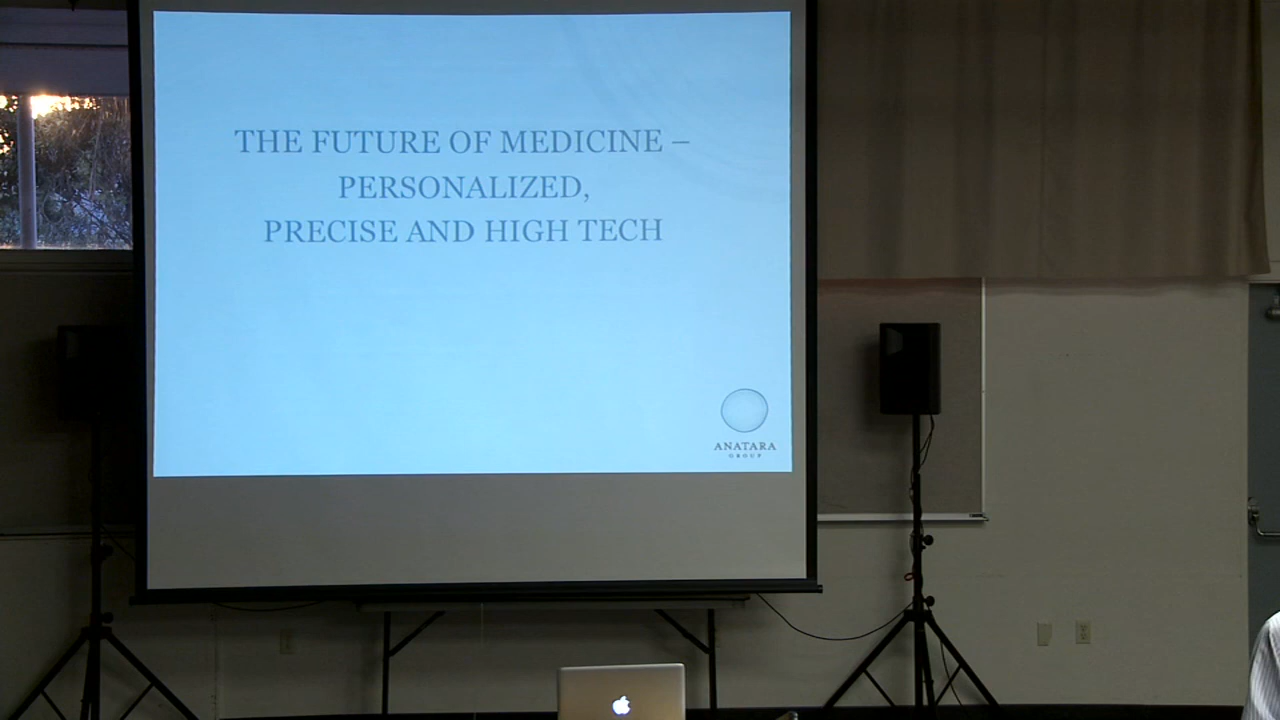 THE FUTURE OF MEDICINE –
PERSONALIZED,
PRECISE AND HIGH TECH
ANATARA
GROUP